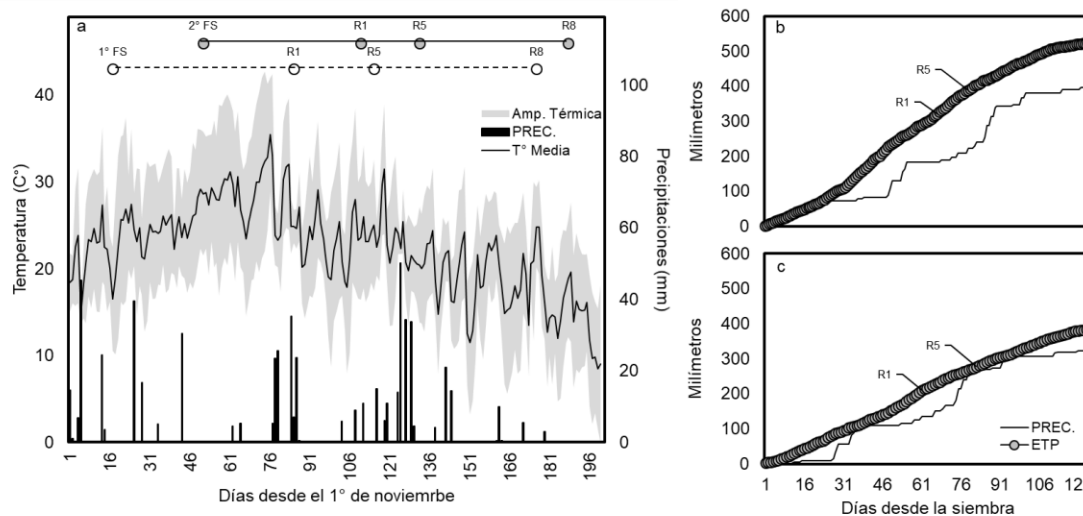 a
2° FS
R1
R5
R8
1° FS
R1
R5
R8
Amp. Térmica
PREC.
T° Media
Temperatura (C°)
40
30
20
10
0
Precipitaciones (mm)
100
80
60
40
20
0
1
16
31
46
61
76
91
106
121
136
151
166
181
196
Días desde el 1° de noviemrbe
b
Milímetros
600
500
400
300
200
100
0
R1
R5
c
Milímetros
600
500
400
300
200
100
0
R1
R5
PREC.
ETP
1
16
31
46
61
76
91
106
Días desde la siembra